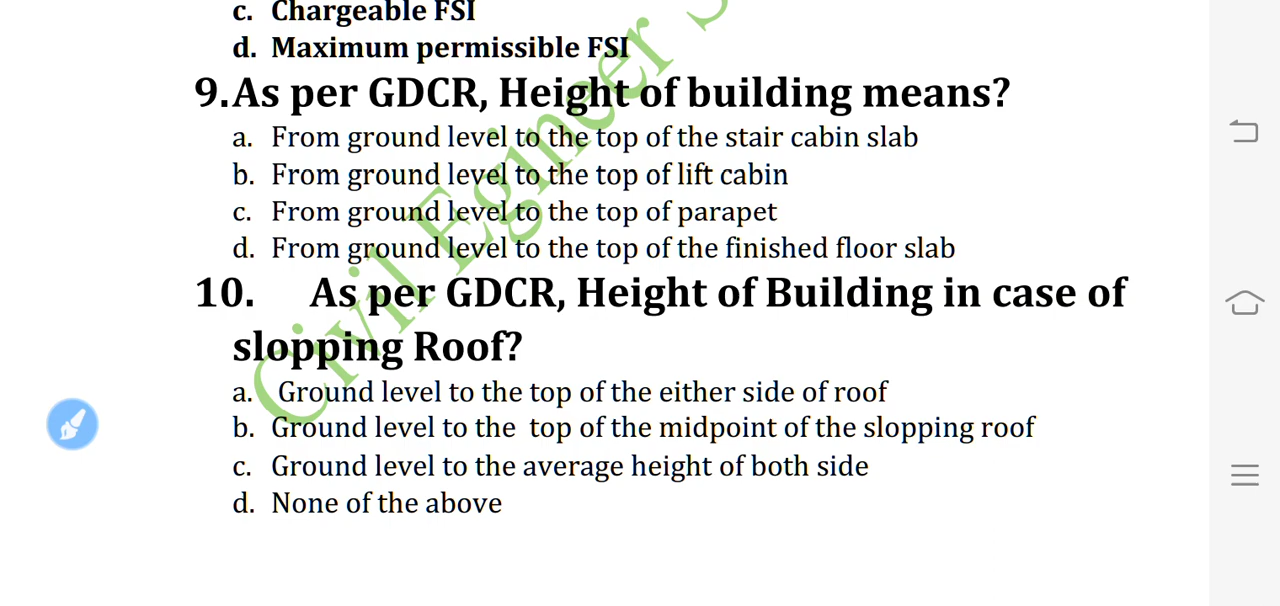 c. Chargeable FSI
d. Maximum permissible FSI
9.As per GDCR, Height of building means?
a. From ground level to the top of the stair cabin slab
b. From ground level to the top of lift cabin
c. From ground level to the top of parapet
d. From ground level to the top of the finished floor slab
10. As per GDCR, Height of Building in case of
slopping Roof?
a. Ground level to the top of the either side of roof
b. Ground level to the top of the midpoint of the slopping roof
c. Ground level to the average height of both side
d. None of the above
Civil Egineer